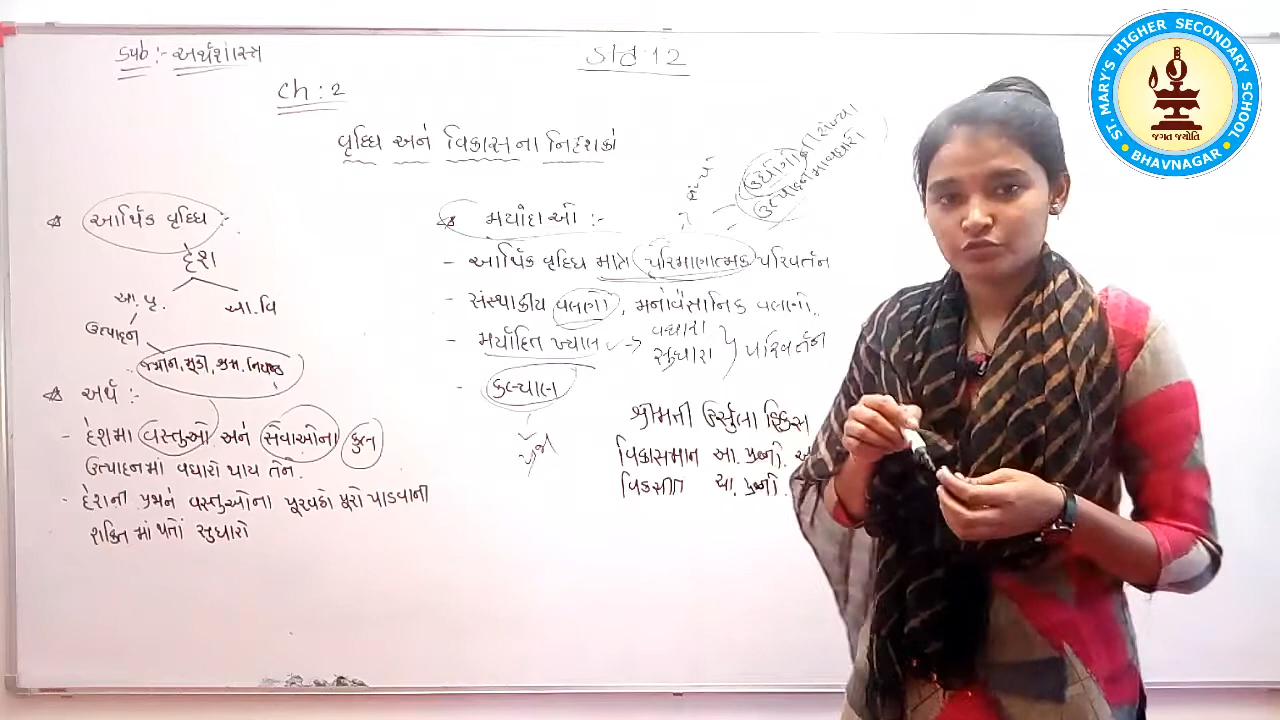 Sub :- અર્થશાસ્ત્ર
Std-12
Ch : 2
વૃધ્ધિ અને વિકાસના નિર્દેશકો
આર્થિક વૃધ્ધિ :-
દેશ
આ. વૃ.
આ. વિ
ઉત્પાદન
જમીન, મુડી, શ્રમ, નિયોજક
અર્થ :-
- દેશમા વસ્તુઓ અને સેવાઓના કુલ
ઉત્પાદનમાં વધારો થાય તેને
- દેશની પ્રજાને વસ્તુઓના પૂરવઠો પૂરો પાડવાની
શક્તિ માં થતો સુધારો
મર્યાદાઓ :-
ઉદ્યોગોની સંખ્યા
ઉત્પાદનમાં વધારો
- આર્થિક વૃધ્ધિ માત્ર પરિમાણાત્મક પરિવર્તન
- સંસ્થાકીય વલણો, મનોવૈજ્ઞાનિક વલણો
- મર્યાદિત ખ્યાલ → વધારા સુધારા } પરિવર્તન
- કલ્યાણ
શ્રીમતી ઉર્સુલા હિક્સ
વિકાસમાન આ. પ્રશ્નો.
વિકસીત આ. પ્રશ્નો.
ST. MARY'S HIGHER SECONDARY SCHOOL
જગત જ્યોતિ
• BHAVNAGAR •